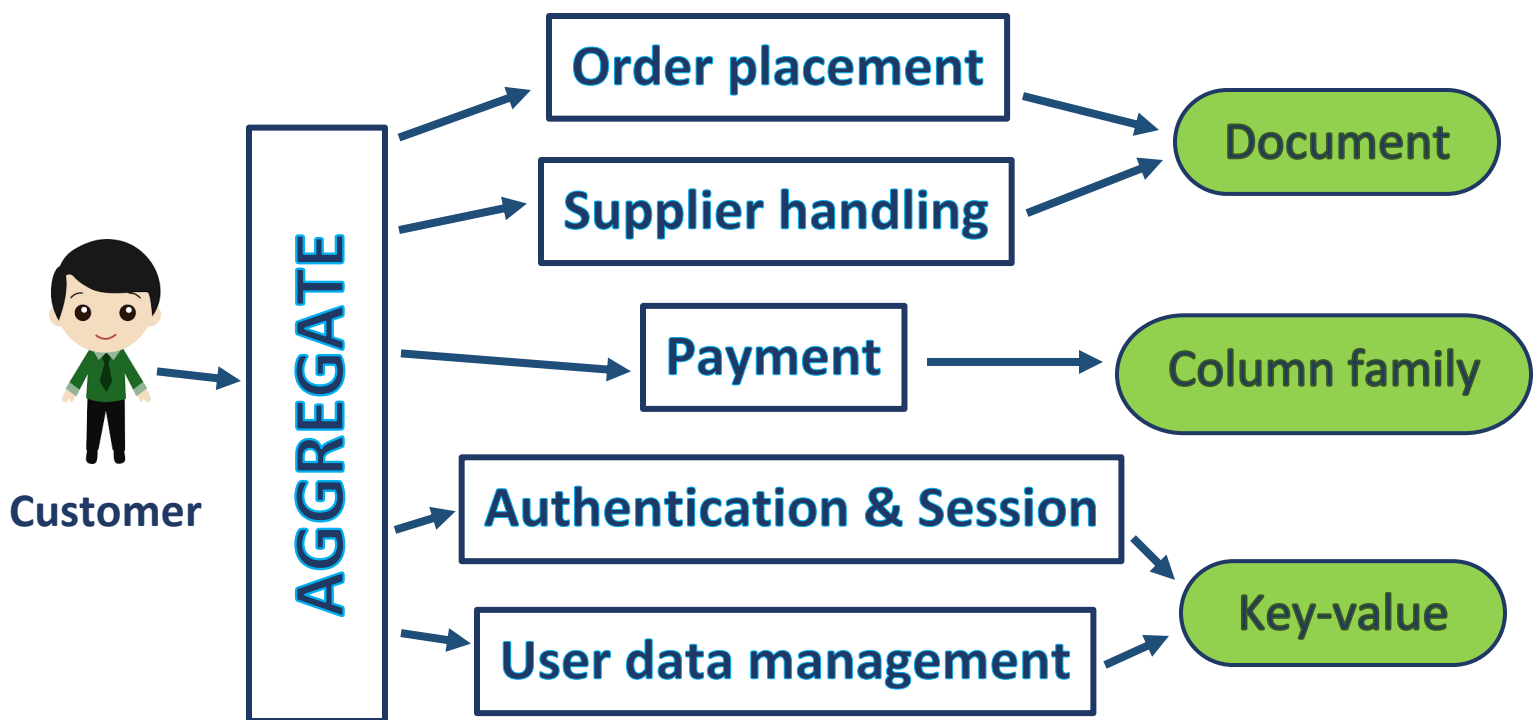 Customer
AGGREGATE
Order placement
Supplier handling
Payment
Authentication & Session
User data management
Document
Column family
Key-value